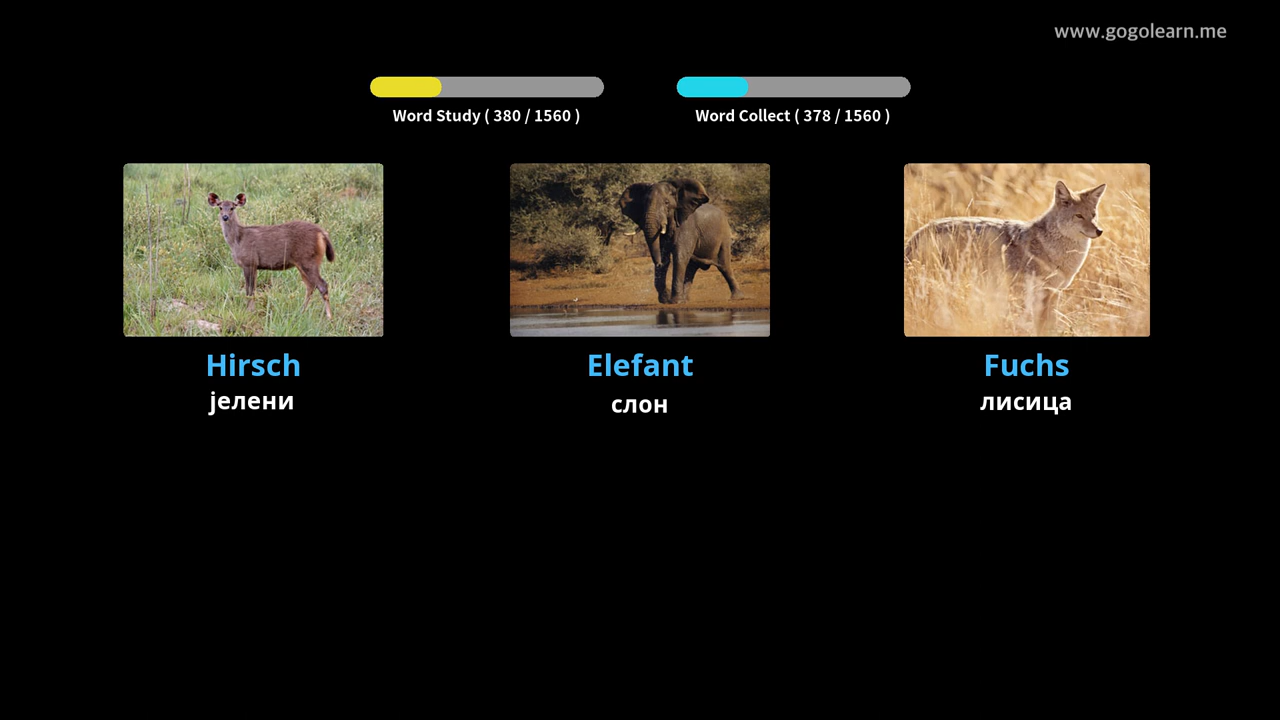 www.gogolearn.me
Word Study ( 380 / 1560 )
Word Collect ( 378 / 1560 )
Hirsch
Elefant
Fuchs
јелени
слон
лисица